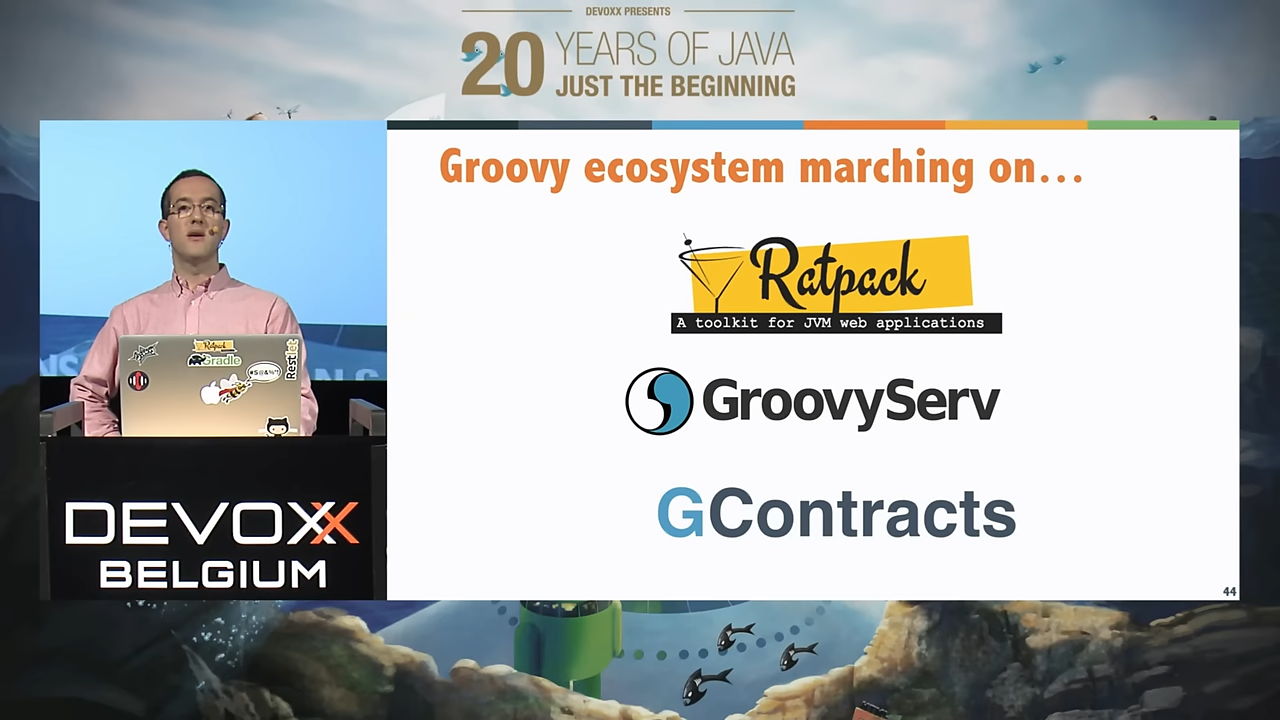 DEVOXX PRESENTS
20 YEARS OF JAVA
JUST THE BEGINNING
Groovy ecosystem marching on...
Ratpack
A toolkit for JVM web applications
GroovyServ
GContracts
44
Ratpack
Gradle
Restlet
#$@&%*!
DEVOXX
BELGIUM